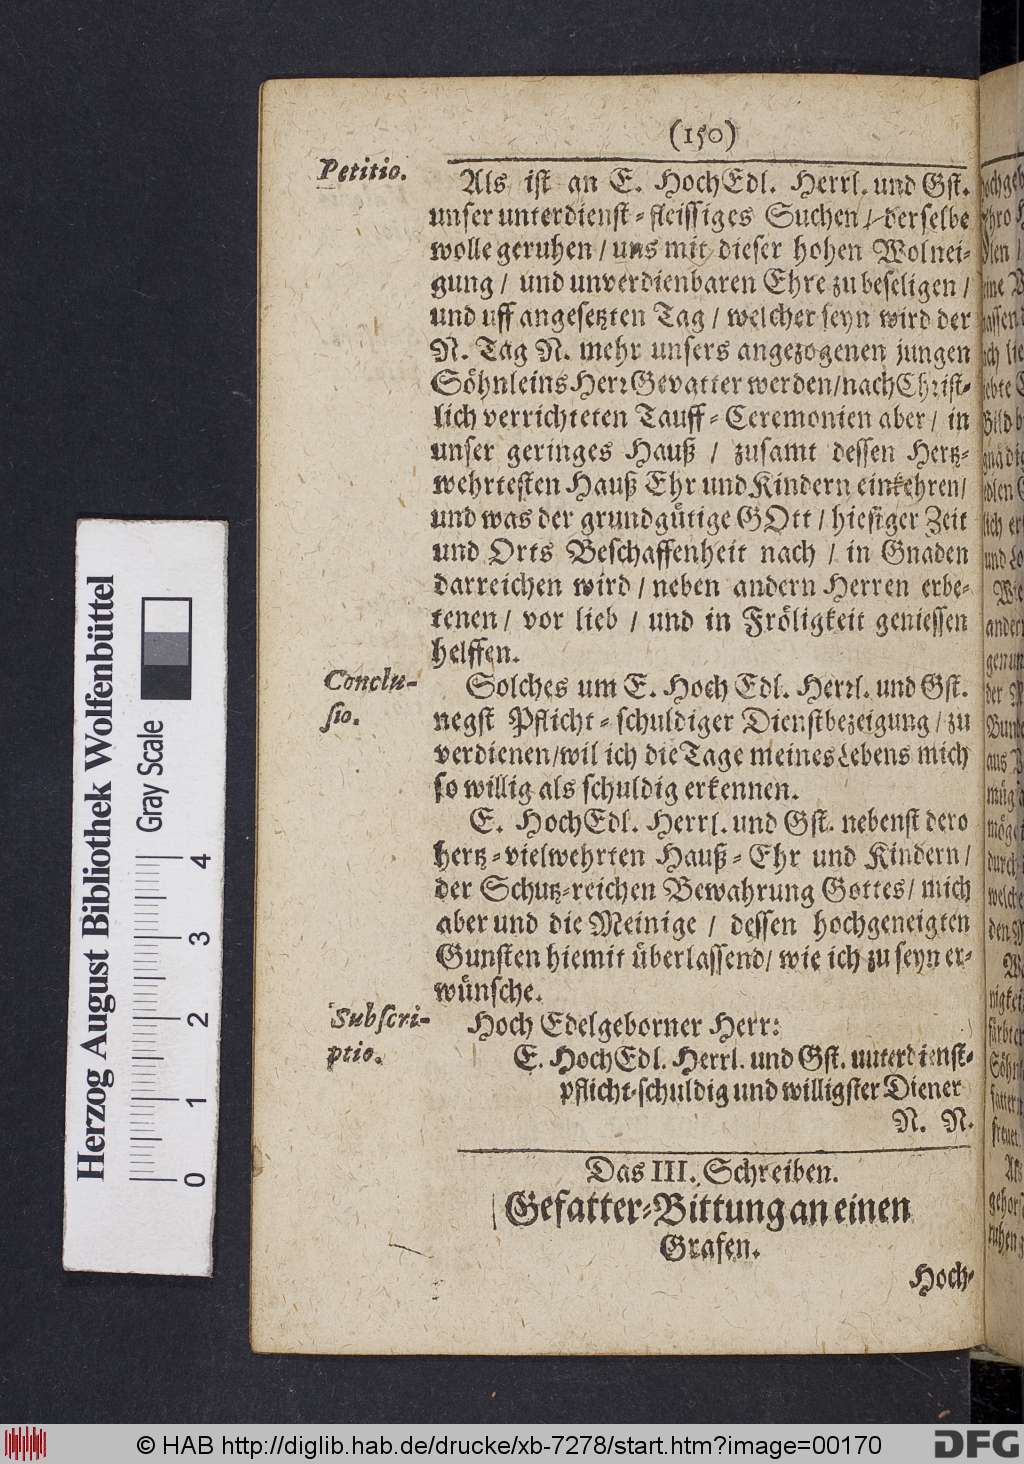 (150)
Petitio.
Als ist an E. HochEdl. Herrl. und Gst.
unser unterdienst-fleissiges Suchen / derselbe
wolle geruhen / uns mit dieser hohen Wolnei-
gung / und unverdienbaren Ehre zu beseligen /
und uff angesetzten Tag / welcher seyn wird der
N. Tag N. mehr unsers angezogenen jungen
Söhnleins Herr Gevatter werden / nach Christ-
lich verrichteten Tauff-Ceremonien aber / in
unser geringes Hauß / zusamt dessen Hertz-
wehrtesten Hauß Ehr und Kindern einkehren /
und was der grundgütige GOtt / hiesiger Zeit
und Orts Beschaffenheit nach / in Gnaden
darreichen wird / neben andern Herren erbe-
tenen / vor lieb / und in Fröligkeit geniessen
helffen.
Conclu-
sio.
Solches um E. Hoch Edl. Herrl. und Gst.
negst Pflicht-schuldiger Dienstbezeigung / zu
verdienen / wil ich die Tage meines Lebens mich
so willig als schuldig erkennen.
E. HochEdl. Herrl. und Gst. nebenst dero
hertz-vielwehrten Hauß-Ehr und Kindern /
der Schutz-reichen Bewahrung Gottes / mich
aber und die Meinige / dessen hochgeneigten
Gunsten hiemit überlassend / wie ich zu seyn er-
wünsche.
Subscri-
ptio.
Hoch Edelgeborner Herr:
E. HochEdl. Herrl. und Gst. unterdienst-
pflicht-schuldig und willigster Diener
N. N.
Das III. Schreiben.
Gefatter-Bittung an einen
Grafen.
Hoch-
Herzog August Bibliothek Wolfenbüttel
Gray Scale
0 1 2 3 4
© HAB http://diglib.hab.de/drucke/xb-7278/start.htm?image=00170
DFG